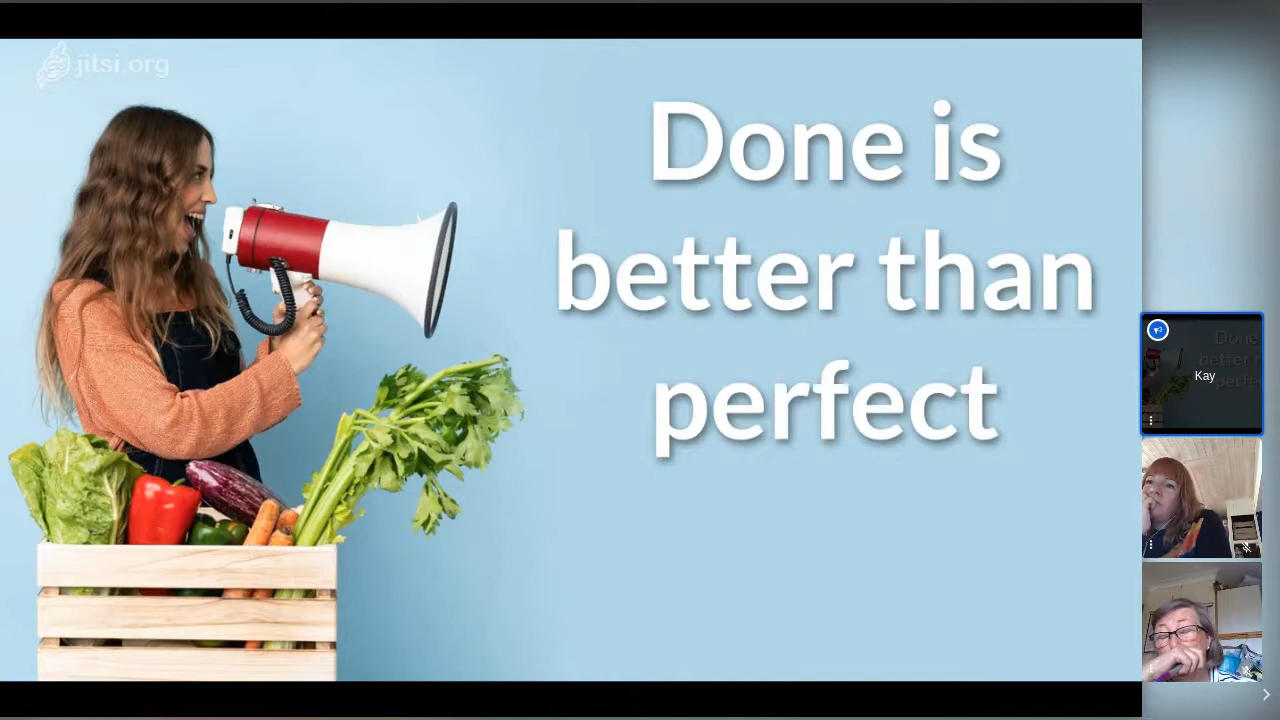 jitsi.org
Done is
better than
perfect
Kay